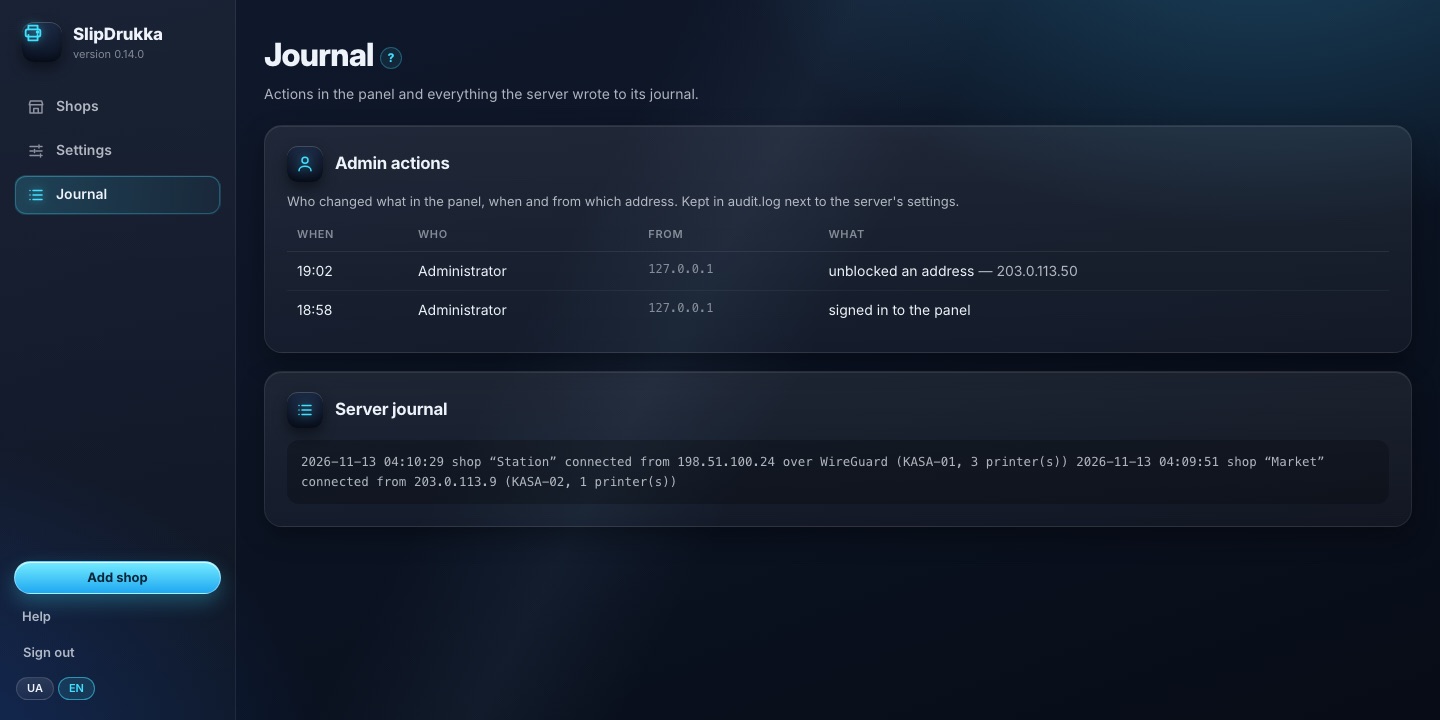 SlipDrukka
version 0.14.0
Shops
Settings
Journal
Add shop
Help
Sign out
UA EN
Journal ?
Actions in the panel and everything the server wrote to its journal.
Admin actions
Who changed what in the panel, when and from which address. Kept in audit.log next to the server's settings.
WHEN WHO FROM WHAT
19:02 Administrator 127.0.0.1 unblocked an address — 203.0.113.50
18:58 Administrator 127.0.0.1 signed in to the panel
Server journal
2026-11-13 04:10:29 shop “Station” connected from 198.51.100.24 over WireGuard (KASA-01, 3 printer(s)) 2026-11-13 04:09:51 shop “Market”
connected from 203.0.113.9 (KASA-02, 1 printer(s))